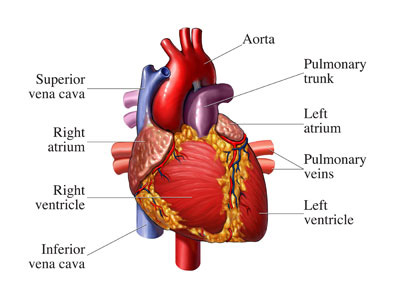 Aorta
Pulmonary
trunk
Superior
vena cava
Left
atrium
Right
atrium
Pulmonary
veins
Right
ventricle
Left
ventricle
Inferior
vena cava